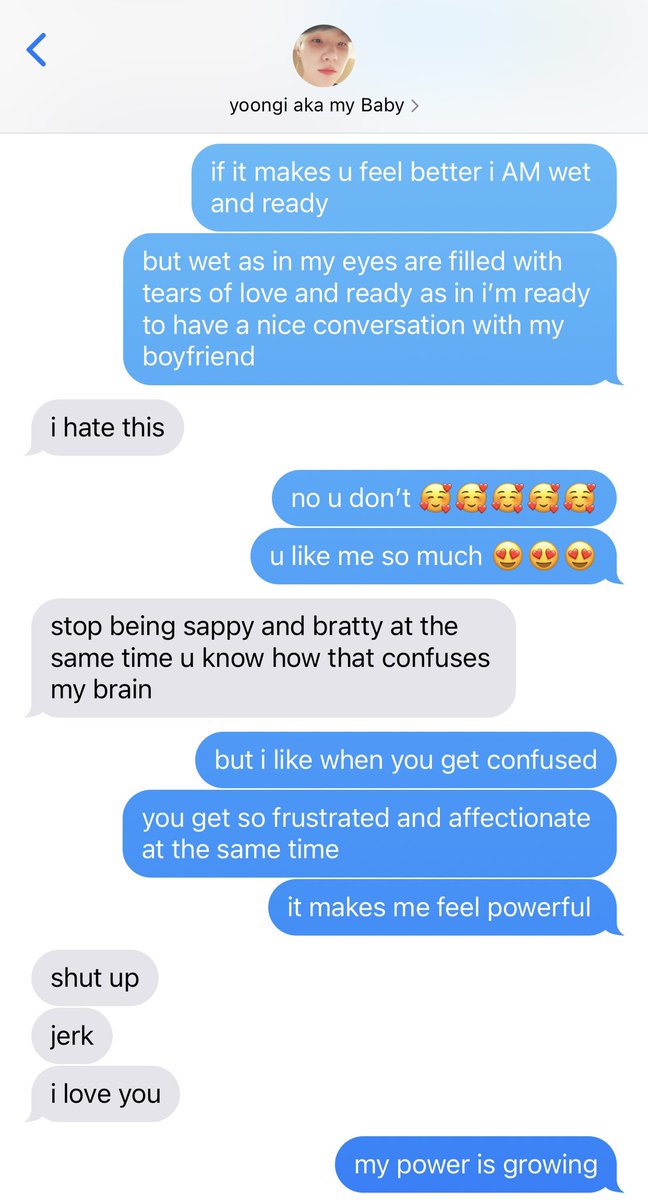 yoongi aka my Baby
if it makes u feel better i AM wet
and ready
but wet as in my eyes are filled with
tears of love and ready as in i’m ready
to have a nice conversation with my
boyfriend
i hate this
no u don’t 🥰🥰🥰🥰🥰
u like me so much 😍😍😍
stop being sappy and bratty at the
same time u know how that confuses
my brain
but i like when you get confused
you get so frustrated and affectionate
at the same time
it makes me feel powerful
shut up
jerk
i love you
my power is growing